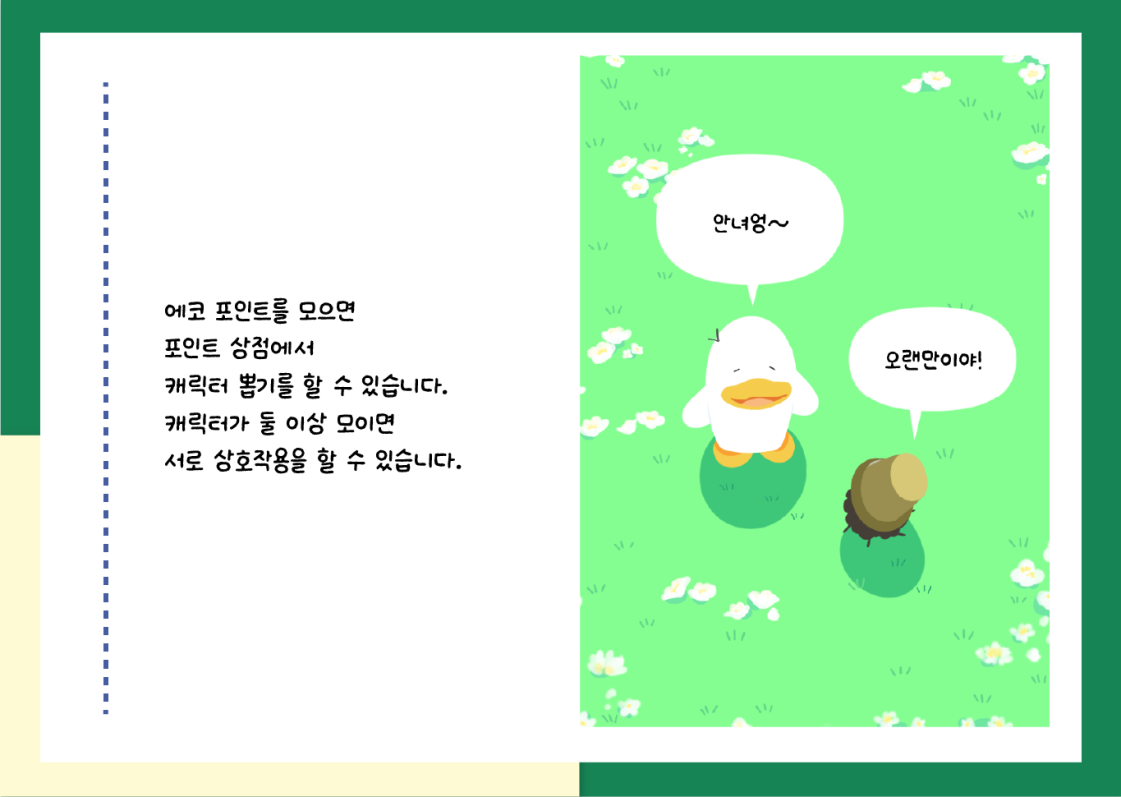 에코 포인트를 모으면
포인트 상점에서
캐릭터 뽑기를 할 수 있습니다.
캐릭터가 둘 이상 모이면
서로 상호작용을 할 수 있습니다.
안녀엉~
오랜만이야!